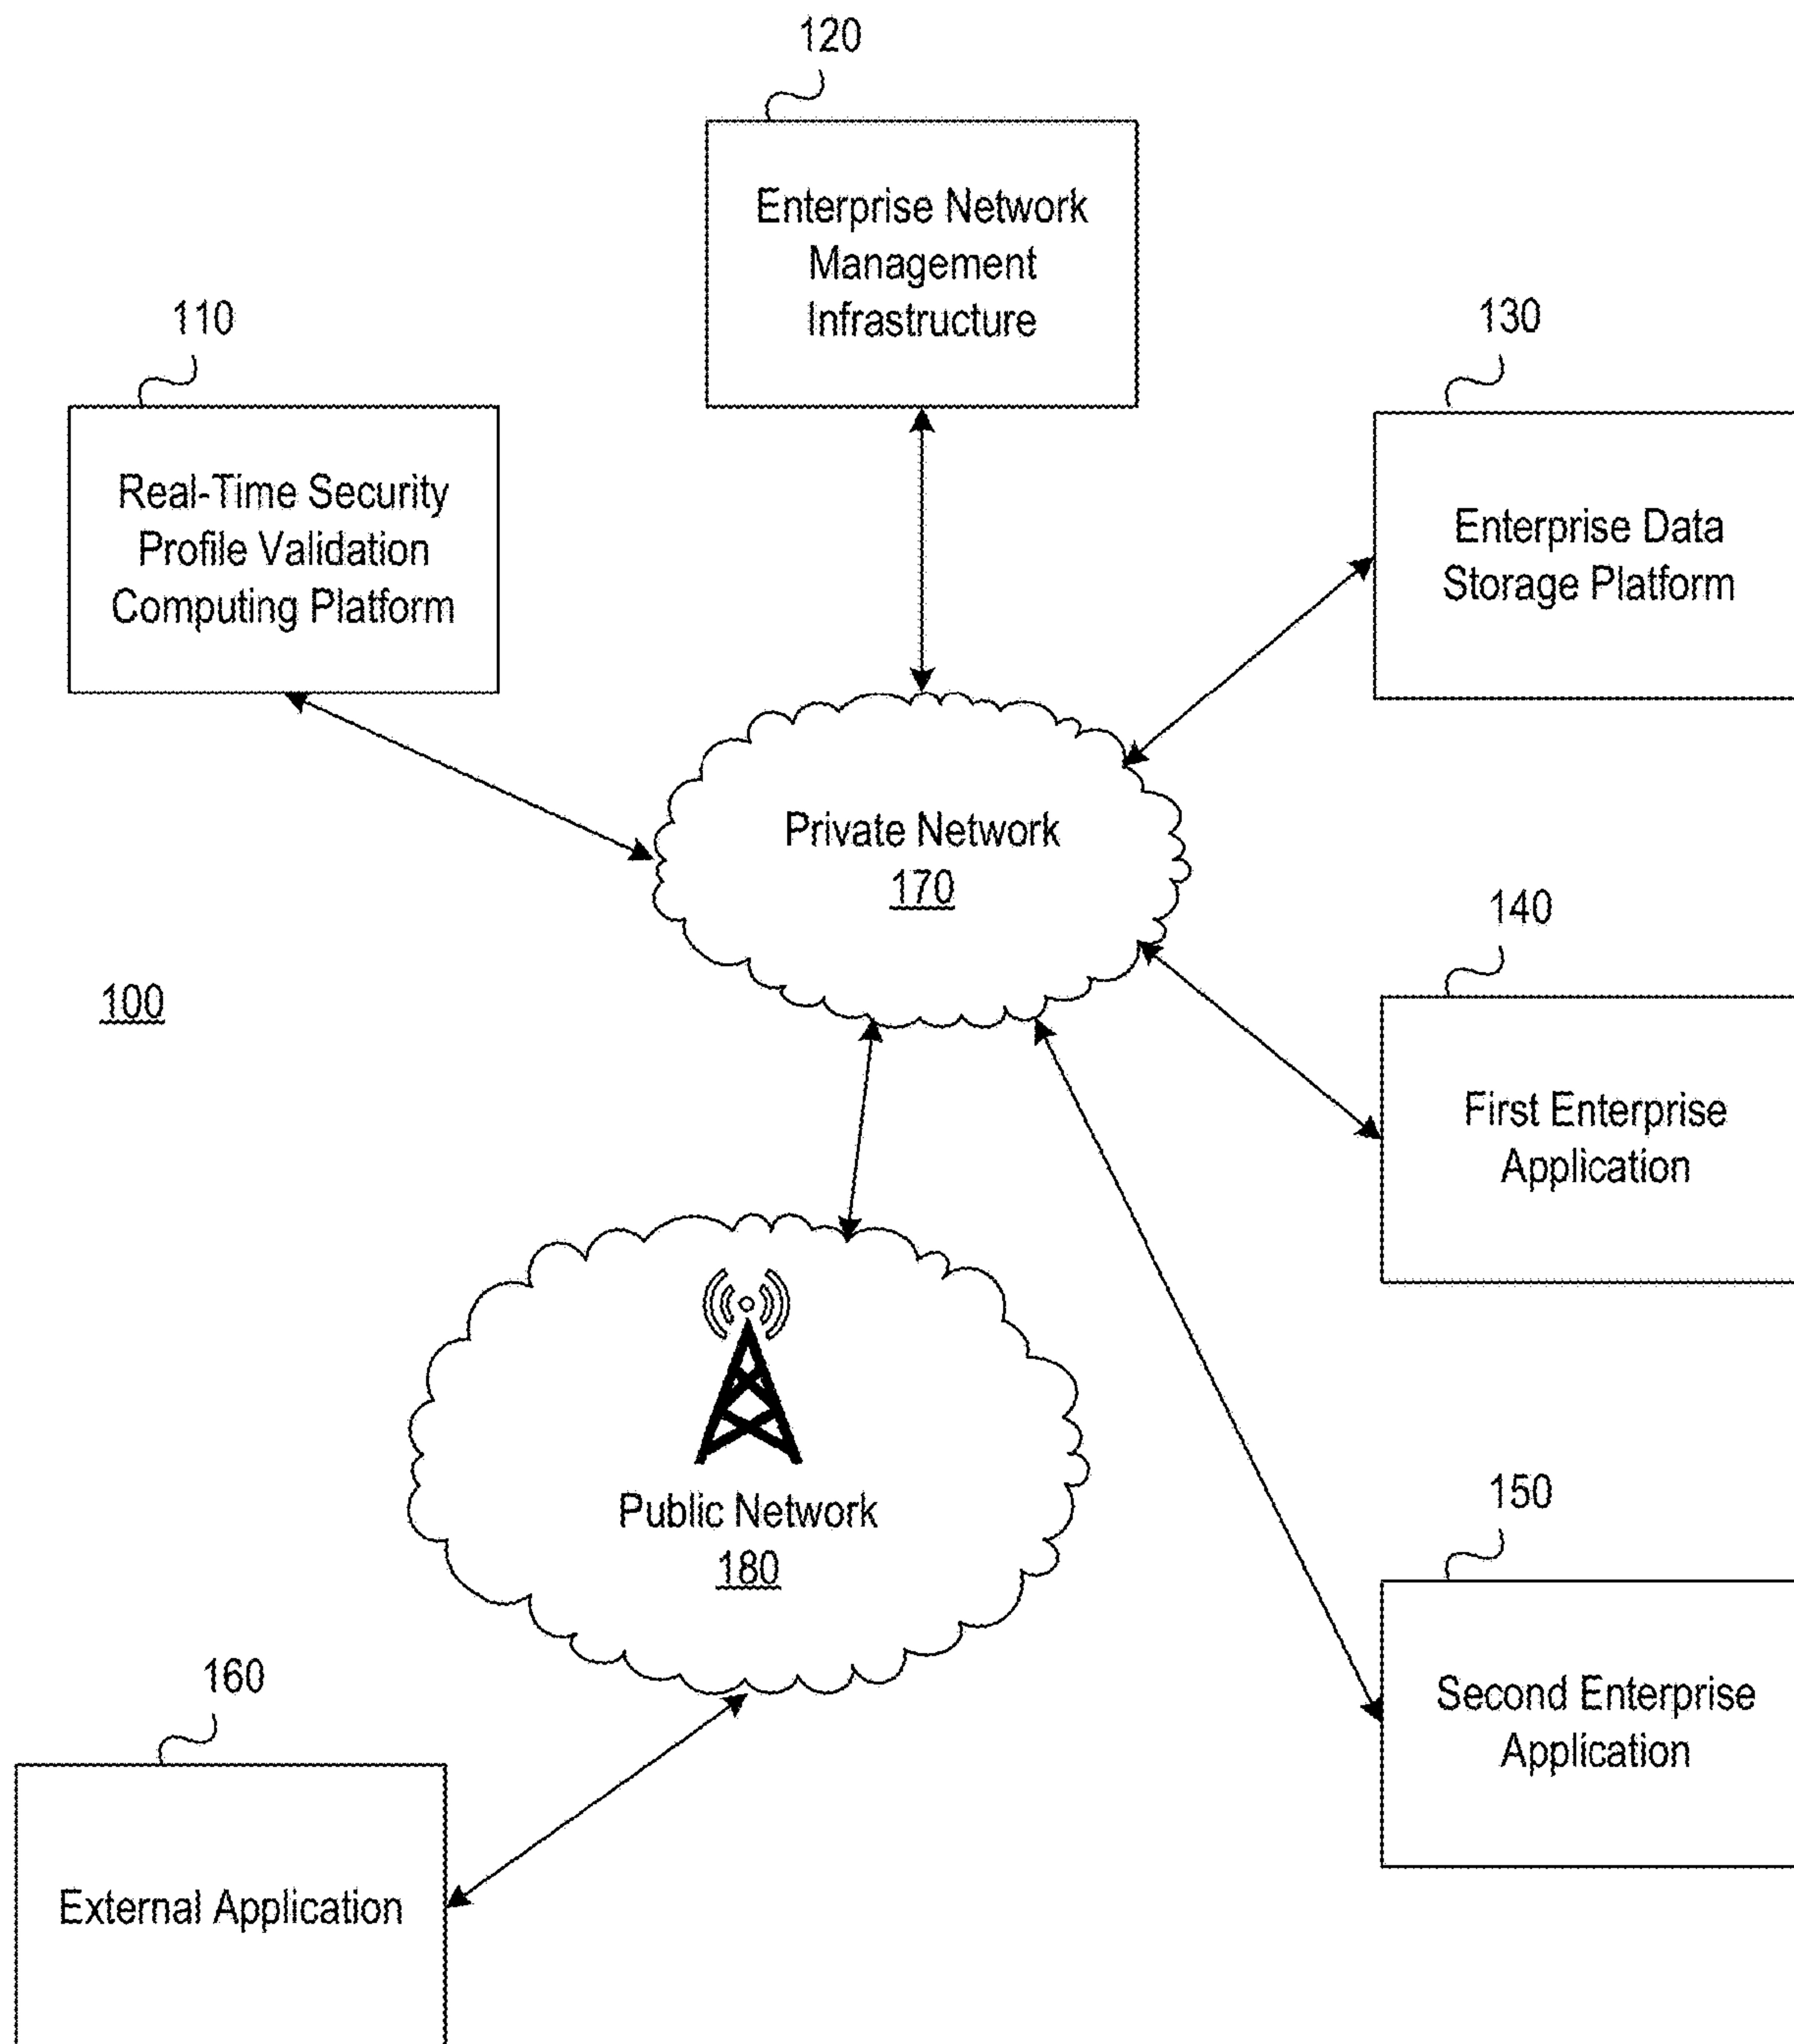 120
Enterprise Network
Management
Infrastructure
110
Real-Time Security
Profile Validation
Computing Platform
130
Enterprise Data
Storage Platform
Private Network
170
140
First Enterprise
Application
100
Public Network
180
150
Second Enterprise
Application
160
External Application